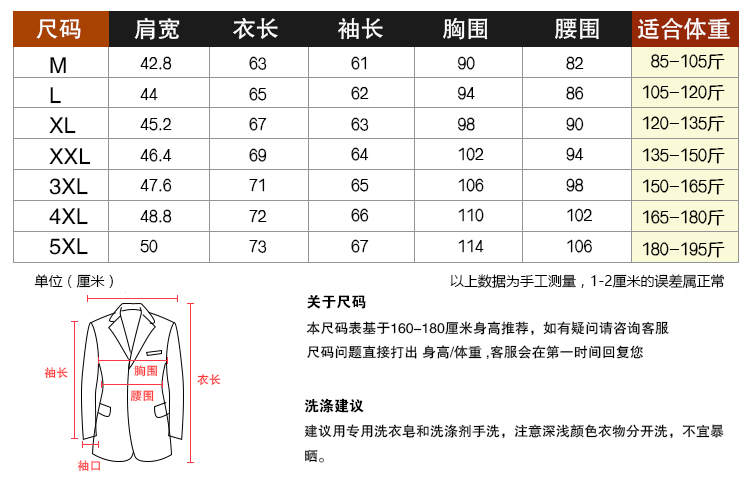 尺码 肩宽 衣长 袖长 胸围 腰围 适合体重
M 42.8 63 61 90 82 85-105斤
L 44 65 62 94 86 105-120斤
XL 45.2 67 63 98 90 120-135斤
XXL 46.4 69 64 102 94 135-150斤
3XL 47.6 71 65 106 98 150-165斤
4XL 48.8 72 66 110 102 165-180斤
5XL 50 73 67 114 106 180-195斤
单位（厘米） 以上数据为手工测量，1-2厘米的误差属正常
关于尺码
本尺码表基于160-180厘米身高推荐，如有疑问请咨询客服
尺码问题直接打出 身高/体重 ,客服会在第一时间回复您
袖长
胸围
衣长
腰围
袖口
洗涤建议
建议用专用洗衣皂和洗涤剂手洗，注意深浅颜色衣物分开洗，不宜暴
晒。